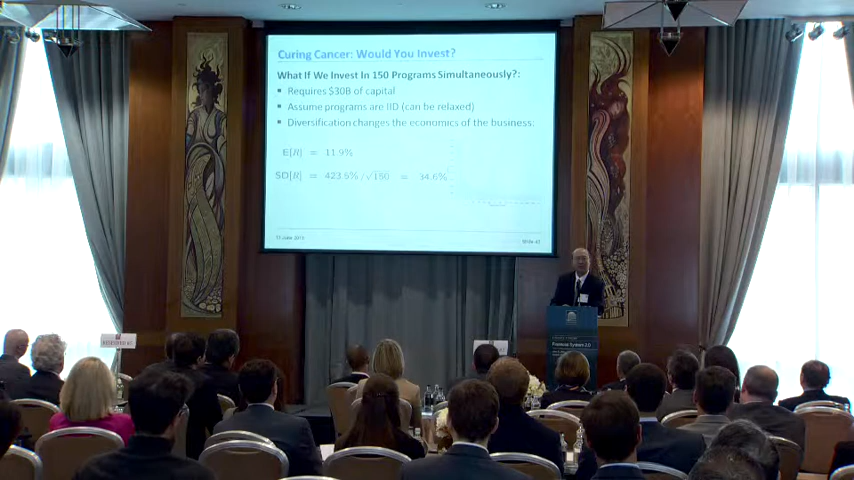 Curing Cancer: Would You Invest?
What If We Invest In 150 Programs Simultaneously?:
▪ Requires $30B of capital
▪ Assume programs are IID (can be relaxed)
▪ Diversification changes the economics of the business:
E[R] = 11.9%
SD[R] = 423.5% / √150 = 34.6%